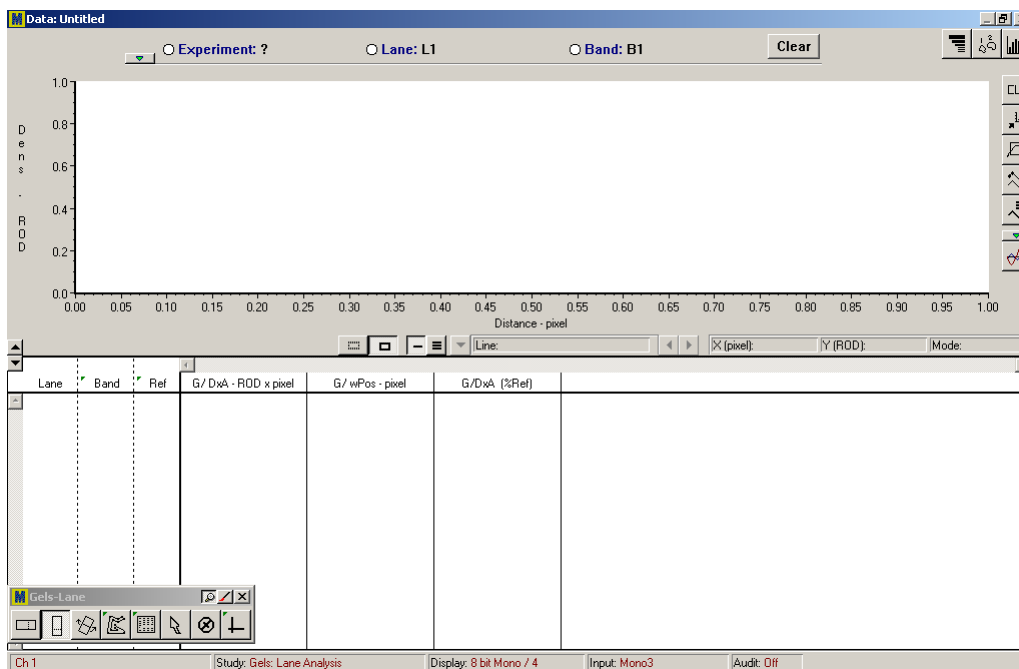 Data: Untitled
Experiment: ? Lane: L1 Band: B1 Clear
Dens. - ROD
1.0
0.8
0.6
0.4
0.2
0.0
0.00 0.05 0.10 0.15 0.20 0.25 0.30 0.35 0.40 0.45 0.50 0.55 0.60 0.65 0.70 0.75 0.80 0.85 0.90 0.95 1.00
Distance - pixel
Line: X (pixel): Y (ROD): Mode:
Lane Band Ref G/ DxA - ROD x pixel G/ wPos - pixel G/DxA (%Ref)
Gels-Lane
Ch 1 Study: Gels: Lane Analysis Display: 8 bit Mono / 4 Input: Mono3 Audit: Off